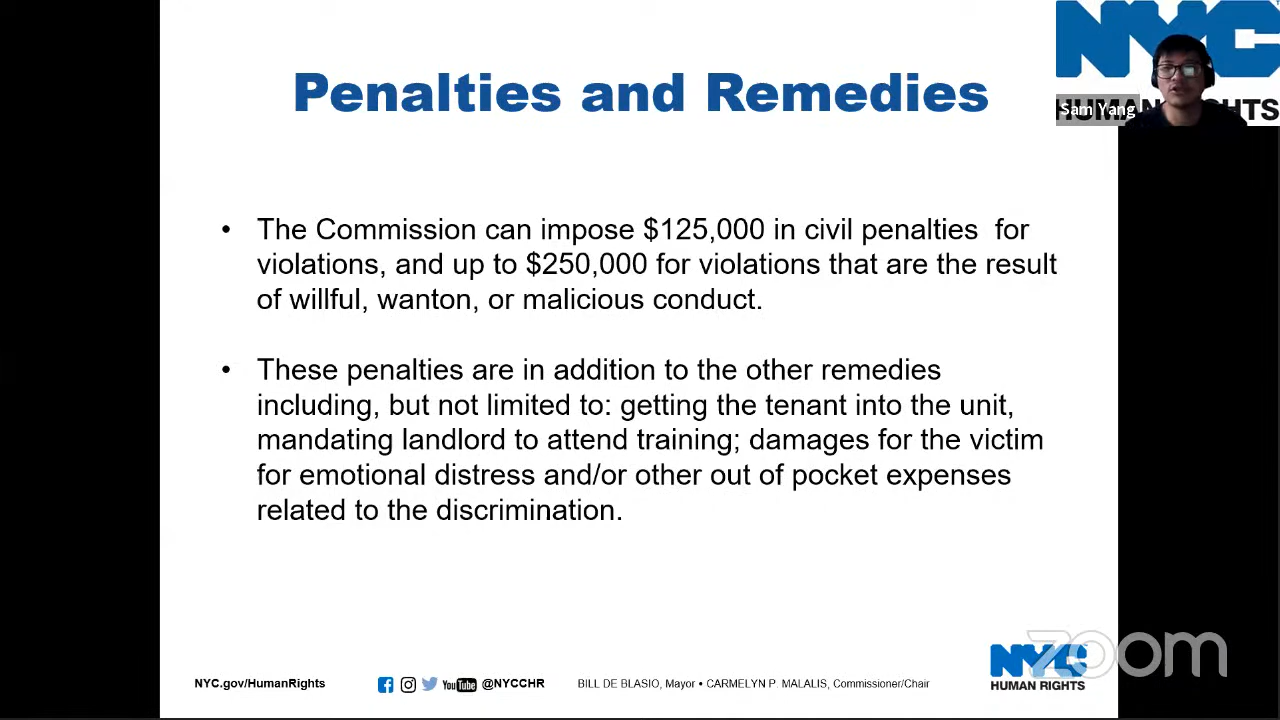 Penalties and Remedies
NYC
HUMAN RIGHTS
Sam Yang
• The Commission can impose $125,000 in civil penalties for
violations, and up to $250,000 for violations that are the result
of willful, wanton, or malicious conduct.
• These penalties are in addition to the other remedies
including, but not limited to: getting the tenant into the unit,
mandating landlord to attend training; damages for the victim
for emotional distress and/or other out of pocket expenses
related to the discrimination.
NYC.gov/HumanRights
YouTube
@NYCCHR
BILL DE BLASIO, Mayor • CARMELYN P. MALALIS, Commissioner/Chair
NYC
HUMAN RIGHTS
zoom